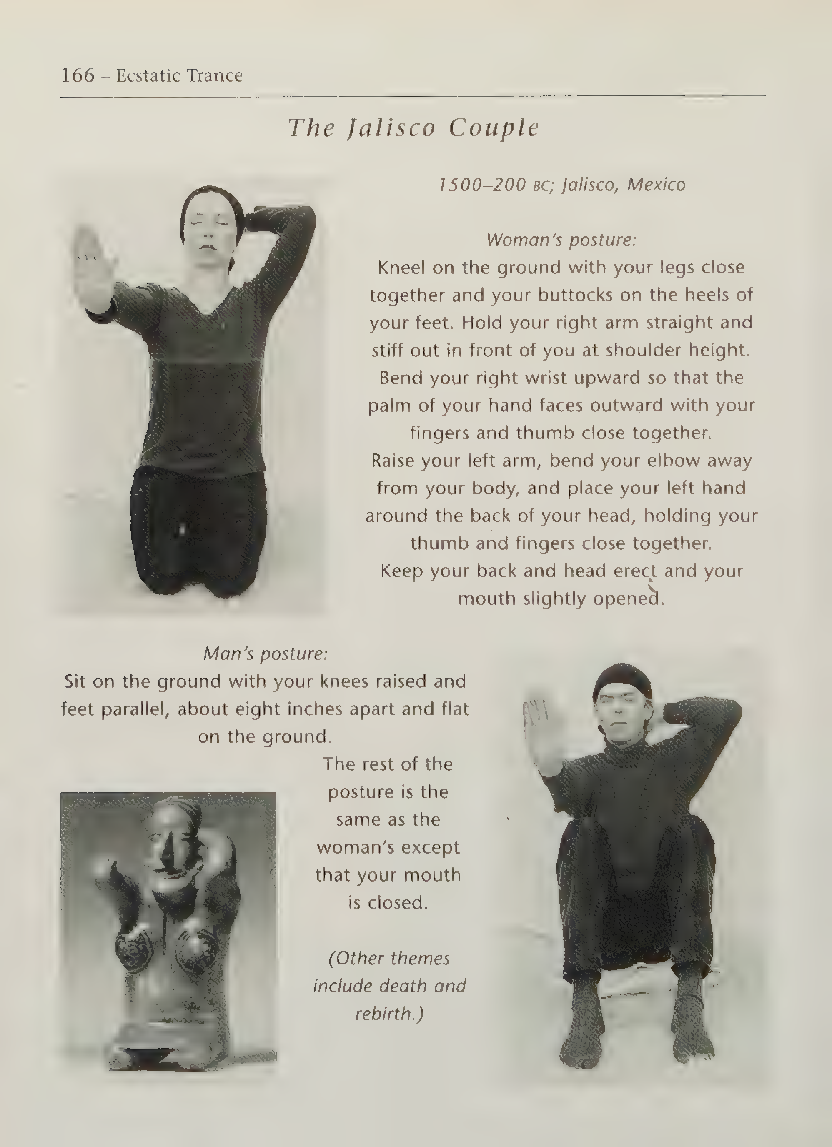 166 – Ecstatic Trance
The Jalisco Couple
1500–200 BC; Jalisco, Mexico
Woman's posture:
Kneel on the ground with your legs close
together and your buttocks on the heels of
your feet. Hold your right arm straight and
stiff out in front of you at shoulder height.
Bend your right wrist upward so that the
palm of your hand faces outward with your
fingers and thumb close together.
Raise your left arm, bend your elbow away
from your body, and place your left hand
around the back of your head, holding your
thumb and fingers close together.
Keep your back and head erect and your
mouth slightly opened.
Man's posture:
Sit on the ground with your knees raised and
feet parallel, about eight inches apart and flat
on the ground.
The rest of the
posture is the
same as the
woman's except
that your mouth
is closed.
(Other themes
include death and
rebirth.)